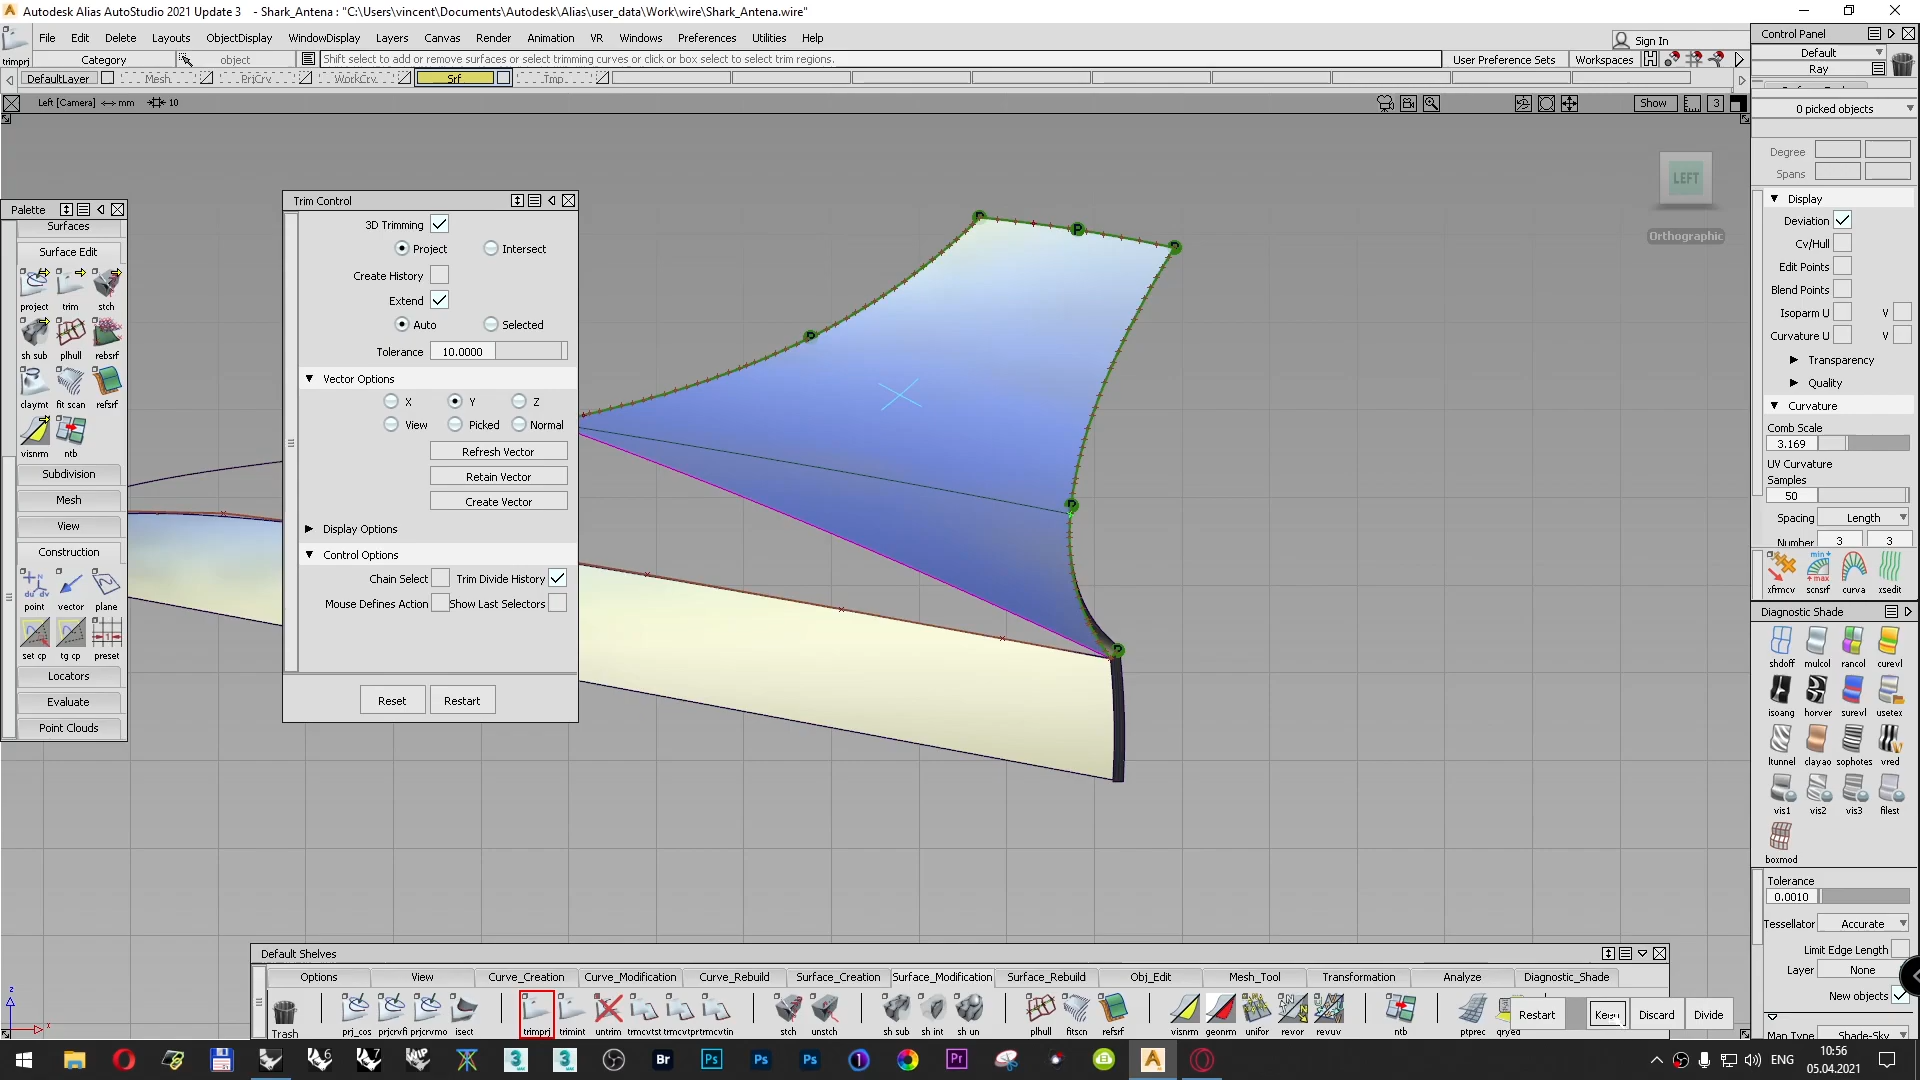 Autodesk Alias AutoStudio 2021 Update 3 - Shark_Antena : "C:\Users\vincent\Documents\Autodesk\Alias\user_data\Work\wire\Shark_Antena.wire"
File Edit Delete Layouts ObjectDisplay WindowDisplay Layers Canvas Render Animation VR Windows Preferences Utilities Help
Sign In
trimprj Category object Shift select to add or remove surfaces or select trimming curves or click or box select to select trim regions. User Preference Sets Workspaces
DefaultLayer Mesh PrjCrv WorkCrv Srf Tmp
Left [Camera] mm 10 Show 3
Control Panel
Default
Ray
0 picked objects
Degree
Spans
Display
Deviation
Cv/Hull
Edit Points
Blend Points
Isoparm U V
Curvature U V
Transparency
Quality
Curvature
Comb Scale
3.169
UV Curvature
Samples
50
Spacing Length
Number 3 3
xfrmcv scnsrf curva xsedit
Diagnostic Shade
shdoff mulcol rancol curevl
isoang horver surevl usetex
ltunnel clayao sophotes vred
vis1 vis2 vis3 filest
boxmod
Tolerance
0.0010
Tessellator Accurate
Limit Edge Length
Layer None
New objects
Map Type Shade-Sky
LEFT
Orthographic
Palette
Surfaces
Surface Edit
project trim stch
sh sub plhull rebsrf
claymt fit scan refsrf
visnrm ntb
Subdivision
Mesh
View
Construction
point vector plane
set cp tg cp preset
Locators
Evaluate
Point Clouds
Trim Control
3D Trimming
Project Intersect
Create History
Extend
Auto Selected
Tolerance 10.0000
Vector Options
X Y Z
View Picked Normal
Refresh Vector
Retain Vector
Create Vector
Display Options
Control Options
Chain Select Trim Divide History
Mouse Defines Action Show Last Selectors
Reset Restart
P
P
P
P
P
P
Default Shelves
Options View Curve_Creation Curve_Modification Curve_Rebuild Surface_Creation Surface_Modification Surface_Rebuild Obj_Edit Mesh_Tool Transformation Analyze Diagnostic_Shade
Trash prj_cos prjcrvfi prjcrvmo isect trimprj trimint untrim trmcvtst trmcvtpr trmcvtin stch unstch sh sub sh int sh un plhull fitscn refsrf visnrm geonrm unifor revor revuv ntb ptprec qryed
Restart Keep Discard Divide
ENG
10:56
05.04.2021